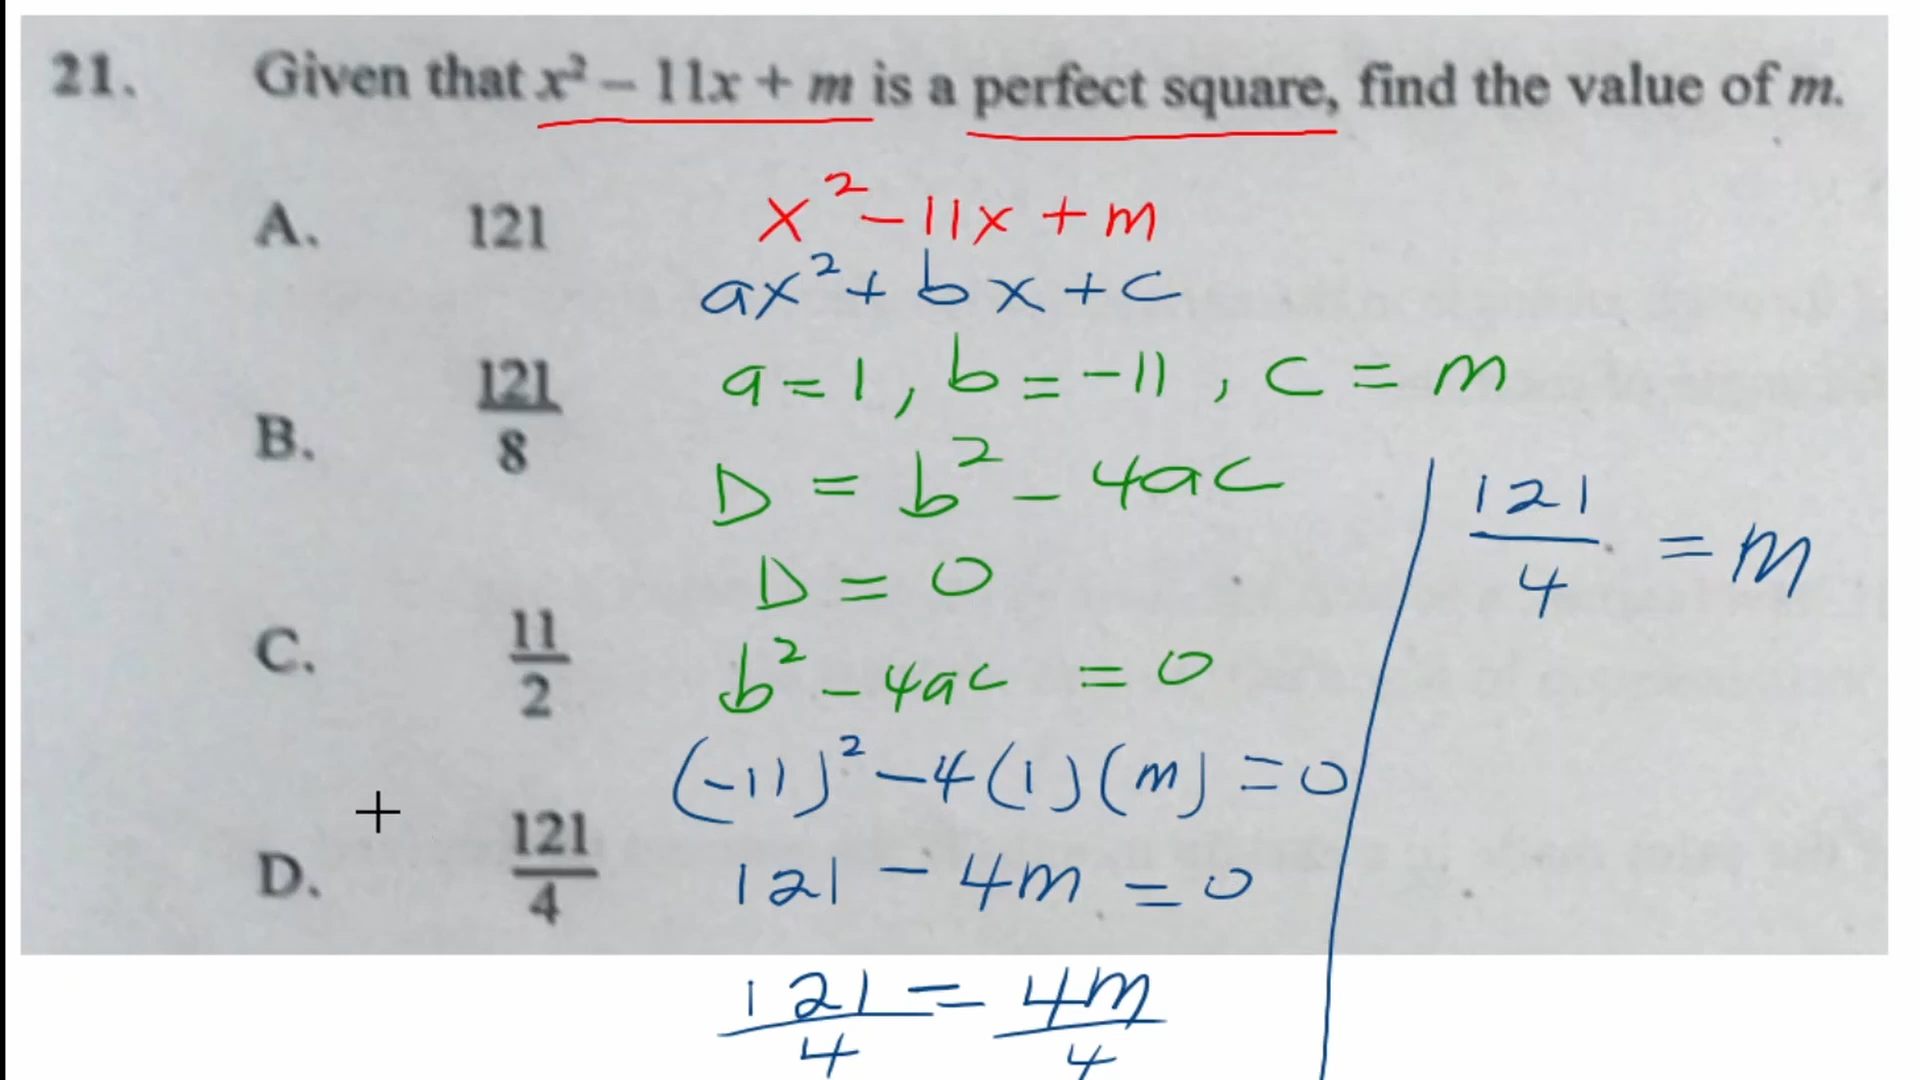 21. Given that x² – 11x + m is a perfect square, find the value of m.
A. 121
x² – 11x + m
ax² + bx + c
B. 121/8
a = 1, b = -11, c = m
D = b² - 4ac
D = 0
C. 11/2
b² - 4ac = 0
(-11)² - 4(1)(m) = 0
D. 121/4
121 - 4m = 0
121/4 = 4m/4
121/4 = m